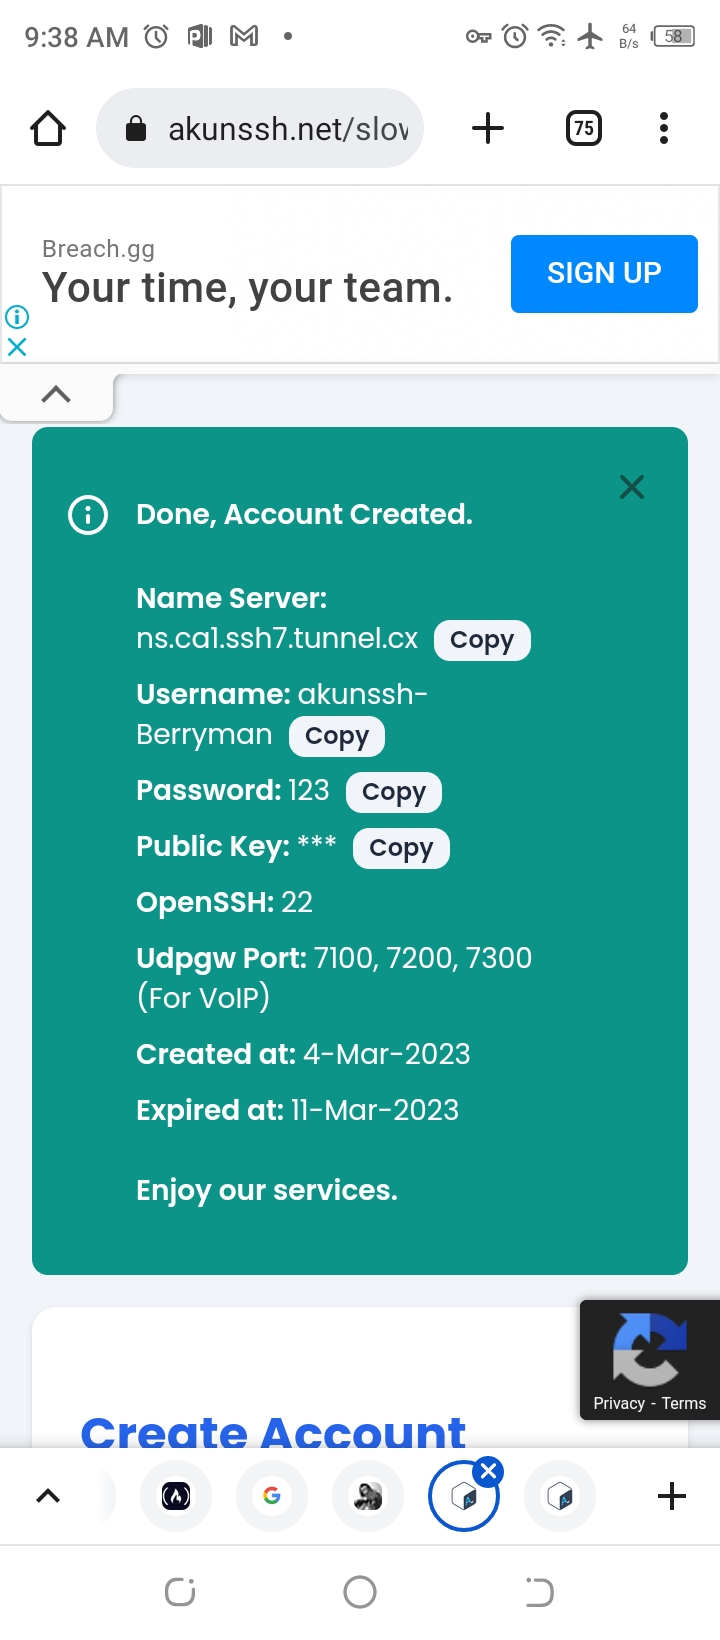 9:38 AM
64
B/s
58
akunssh.net/slov
75
Breach.gg
Your time, your team.
SIGN UP
Done, Account Created.
Name Server:
ns.ca1.ssh7.tunnel.cx Copy
Username: akunssh-
Berryman Copy
Password: 123 Copy
Public Key: *** Copy
OpenSSH: 22
Udpgw Port: 7100, 7200, 7300
(For VoIP)
Created at: 4-Mar-2023
Expired at: 11-Mar-2023
Enjoy our services.
Privacy - Terms
Create Account